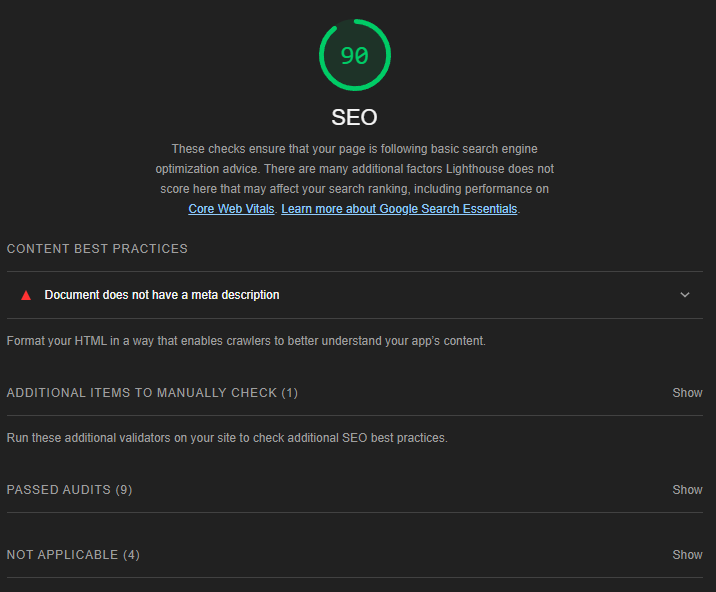 90
SEO
These checks ensure that your page is following basic search engine
optimization advice. There are many additional factors Lighthouse does not
score here that may affect your search ranking, including performance on
Core Web Vitals. Learn more about Google Search Essentials.
CONTENT BEST PRACTICES
Document does not have a meta description
Format your HTML in a way that enables crawlers to better understand your app's content.
ADDITIONAL ITEMS TO MANUALLY CHECK (1) Show
Run these additional validators on your site to check additional SEO best practices.
PASSED AUDITS (9) Show
NOT APPLICABLE (4) Show